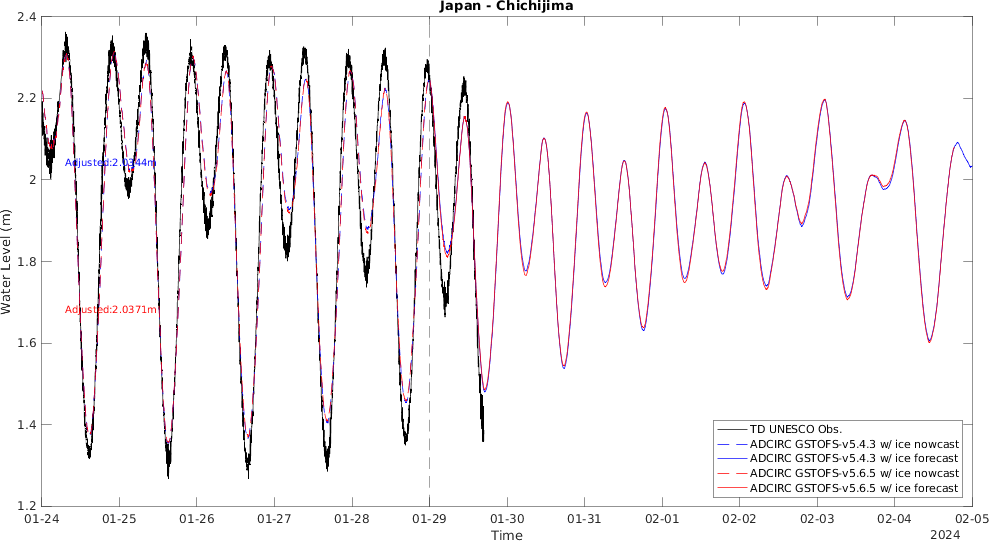 Japan - Chichijima
2.4
2.2
2
1.8
1.6
1.4
1.2
Water Level (m)
Adjusted:2.0344m
Adjusted:2.0371m
TD UNESCO Obs.
ADCIRC GSTOFS-v5.4.3 w/ ice nowcast
ADCIRC GSTOFS-v5.4.3 w/ ice forecast
ADCIRC GSTOFS-v5.6.5 w/ ice nowcast
ADCIRC GSTOFS-v5.6.5 w/ ice forecast
01-24 01-25 01-26 01-27 01-28 01-29 01-30 01-31 02-01 02-02 02-03 02-04 02-05
Time
2024